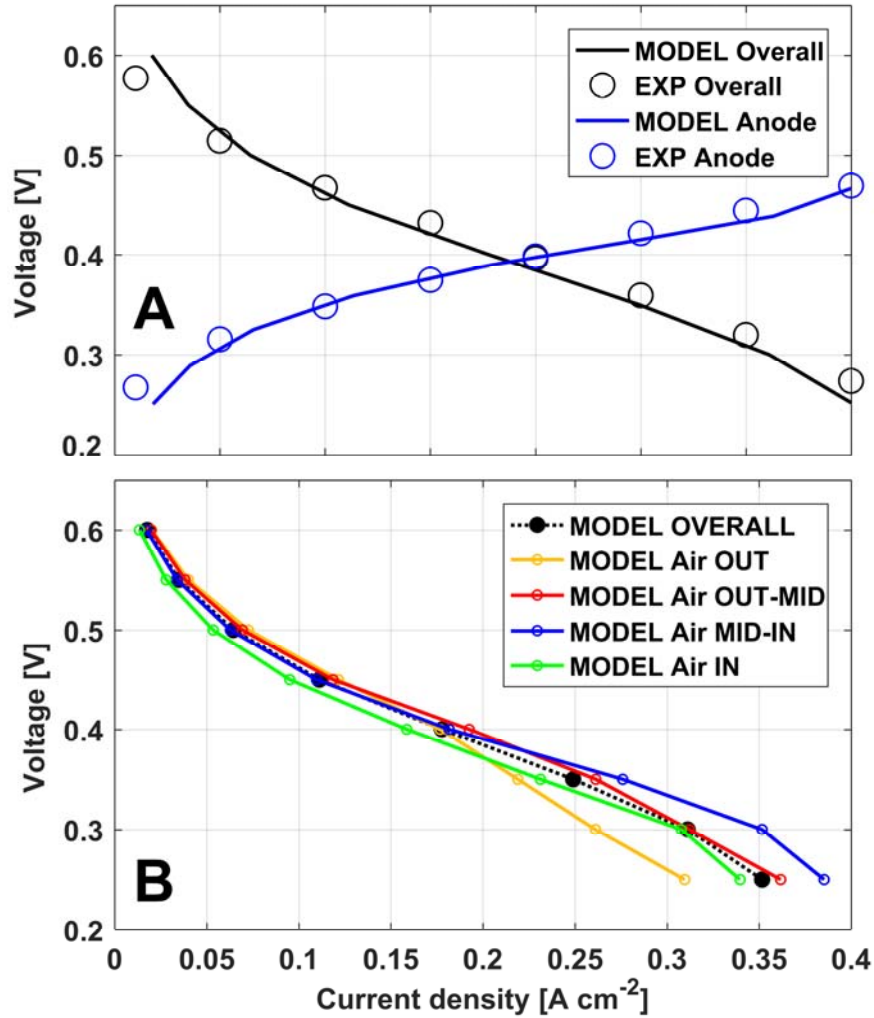 0.6
0.5
0.4
0.3
0.2
Voltage [V]
A
MODEL Overall
EXP Overall
MODEL Anode
EXP Anode
0.6
0.5
0.4
0.3
0.2
Voltage [V]
B
MODEL OVERALL
MODEL Air OUT
MODEL Air OUT-MID
MODEL Air MID-IN
MODEL Air IN
0 0.05 0.1 0.15 0.2 0.25 0.3 0.35 0.4
Current density [A cm⁻²]